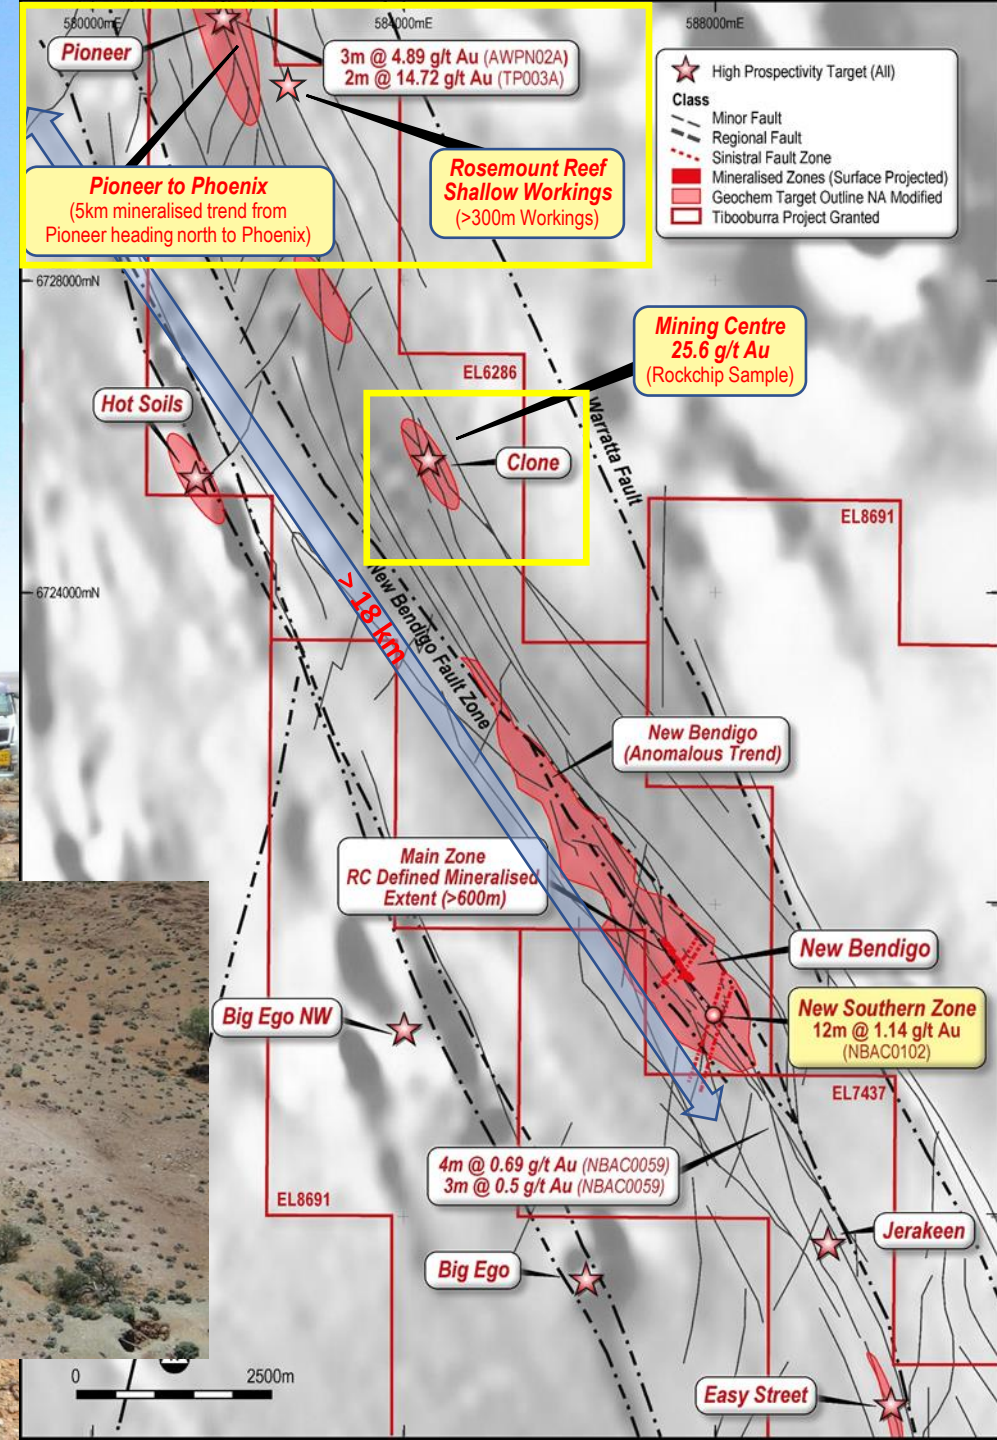 580000mE
584000mE
588000mE
Pioneer
3m @ 4.89 g/t Au (AWPN02A)
2m @ 14.72 g/t Au (TP003A)
High Prospectivity Target (All)
Class
Minor Fault
Regional Fault
Sinistral Fault Zone
Mineralised Zones (Surface Projected)
Geochem Target Outline NA Modified
Tibooburra Project Granted
Pioneer to Phoenix
(5km mineralised trend from
Pioneer heading north to Phoenix)
Rosemount Reef
Shallow Workings
(>300m Workings)
6728000mN
Mining Centre
25.6 g/t Au
(Rockchip Sample)
EL6286
Hot Soils
Warratta Fault
Clone
EL8691
6724000mN
New Bendigo Fault Zone
> 18 km
New Bendigo
(Anomalous Trend)
Main Zone
RC Defined Mineralised
Extent (>600m)
New Bendigo
Big Ego NW
New Southern Zone
12m @ 1.14 g/t Au
(NBAC0102)
EL7437
4m @ 0.69 g/t Au (NBAC0059)
3m @ 0.5 g/t Au (NBAC0059)
EL8691
Jerakeen
Big Ego
0 2500m
Easy Street